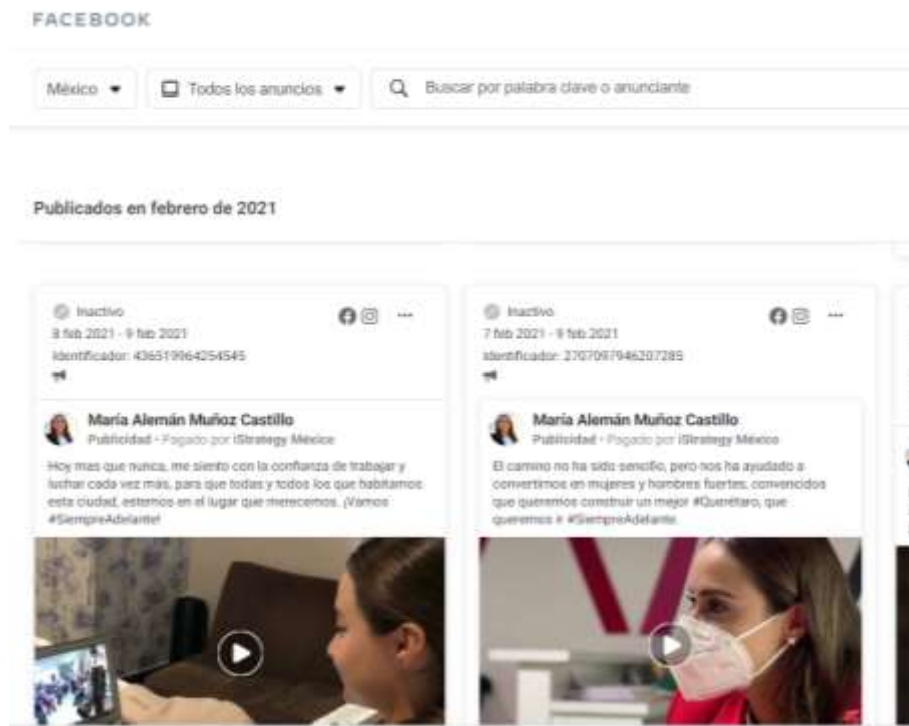 FACEBOOK
México
Todos los anuncios
Buscar por palabra clave o anunciante
Publicados en febrero de 2021
Inactivo
8 feb 2021 - 9 feb 2021
Identificador: 436519964254545
María Alemán Muñoz Castillo
Publicidad • Pagado por iStrategy México
Hoy mas que nunca, me siento con la confianza de trabajar y
luchar cada vez más, para que todas y todos los que habitamos
esta ciudad, estemos en el lugar que merecemos. ¡Vamos
#SiempreAdelante!
Inactivo
7 feb 2021 - 9 feb 2021
Identificador: 2707097946207285
María Alemán Muñoz Castillo
Publicidad • Pagado por iStrategy México
El camino no ha sido sencillo, pero nos ha ayudado a
convertirnos en mujeres y hombres fuertes, convencidos
que queremos construir un mejor #Querétaro, que
queremos ir #SiempreAdelante.